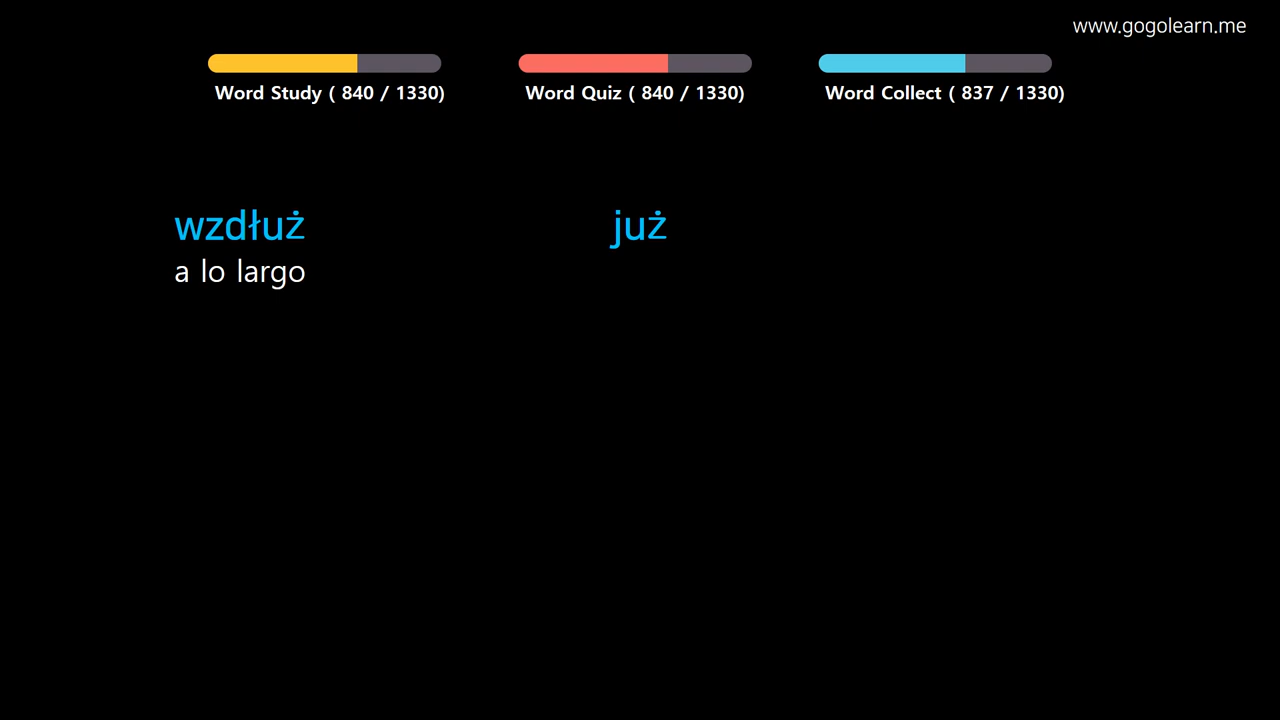 www.gogolearn.me
Word Study ( 840 / 1330)
Word Quiz ( 840 / 1330)
Word Collect ( 837 / 1330)
wzdłuż
a lo largo
już